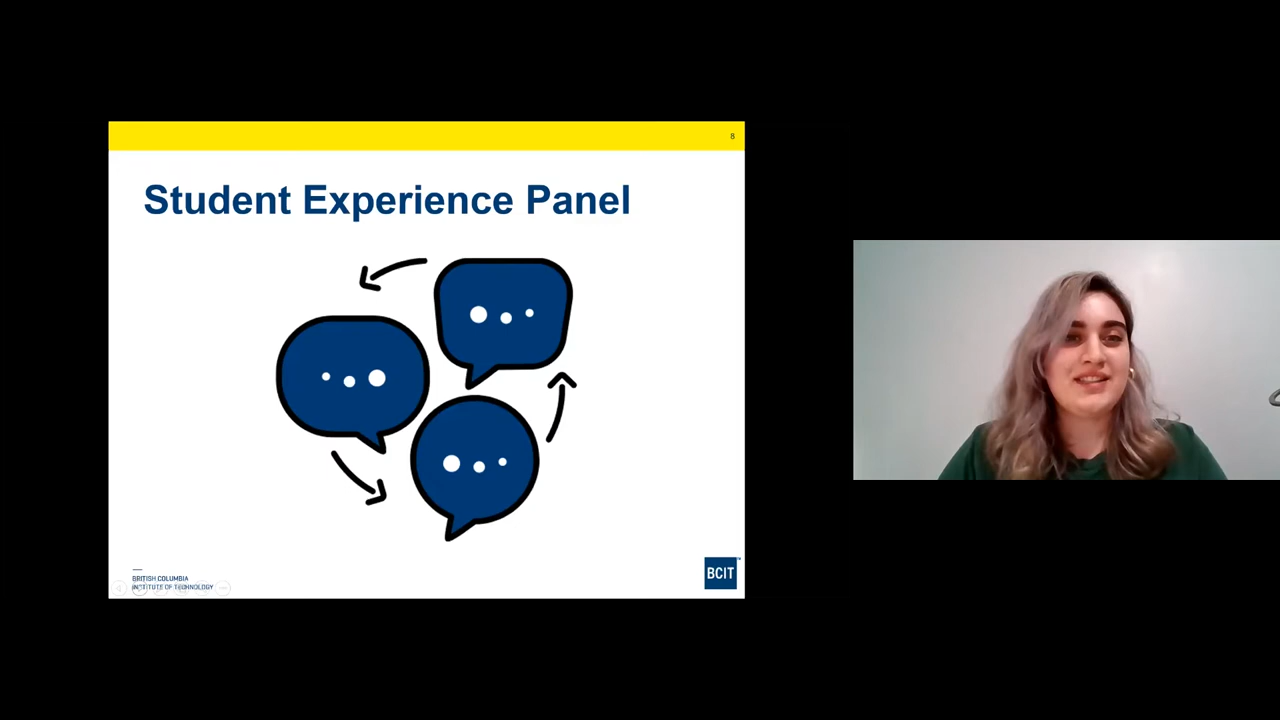 8
Student Experience Panel
BRITISH COLUMBIA
INSTITUTE OF TECHNOLOGY
BCIT